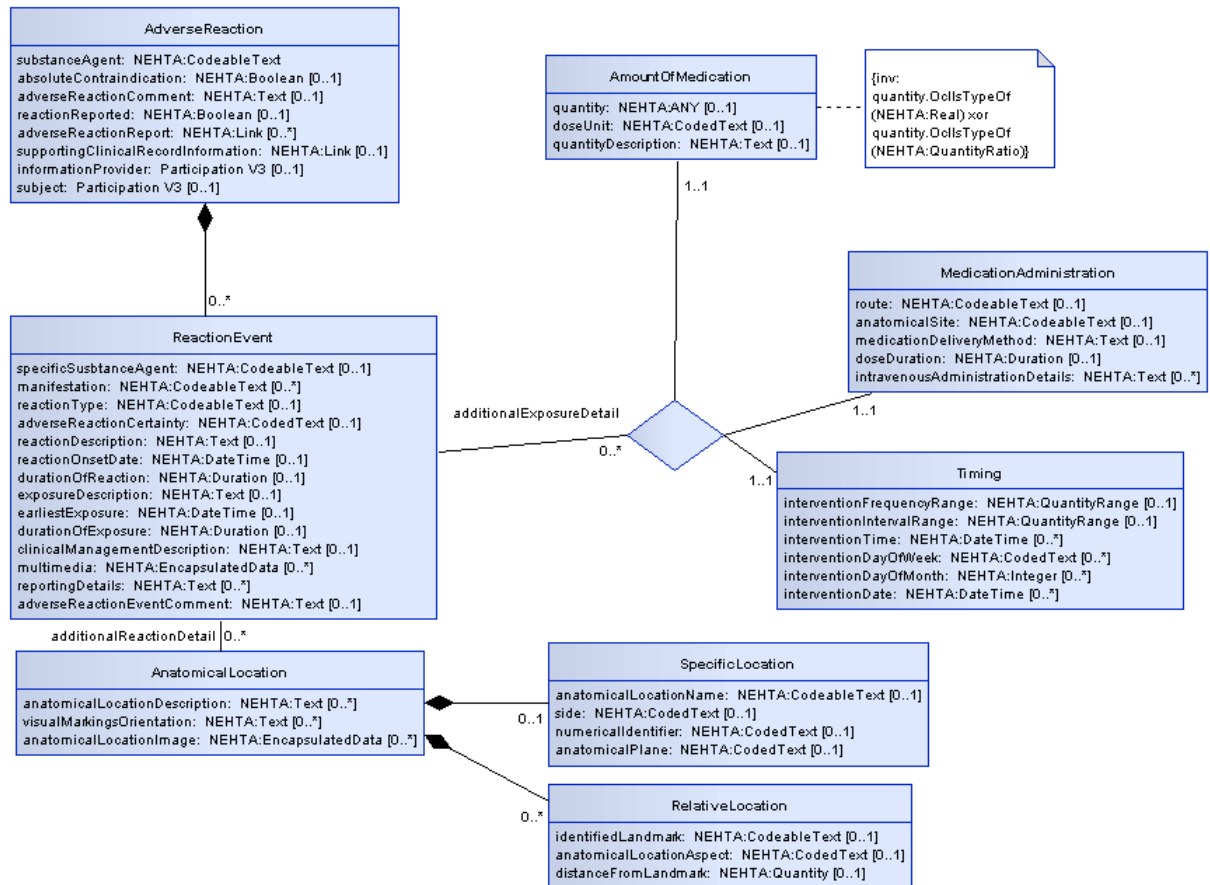 AdverseReaction
substanceAgent: NEHTA:CodeableText
absoluteContraindication: NEHTA:Boolean [0..1]
adverseReactionComment: NEHTA:Text [0..1]
reactionReported: NEHTA:Boolean [0..1]
adverseReactionReport: NEHTA:Link [0..*]
supportingClinicalRecordInformation: NEHTA:Link [0..1]
informationProvider: Participation V3 [0..1]
subject: Participation V3 [0..1]
0..*
AmountOfMedication
quantity: NEHTA:ANY [0..1]
doseUnit: NEHTA:CodedText [0..1]
quantityDescription: NEHTA:Text [0..1]
1..1
{inv:
quantity.OclIsTypeOf
(NEHTA:Real) xor
quantity.OclIsTypeOf
(NEHTA:QuantityRatio)}
MedicationAdministration
route: NEHTA:CodeableText [0..1]
anatomicalSite: NEHTA:CodeableText [0..1]
medicationDeliveryMethod: NEHTA:Text [0..1]
doseDuration: NEHTA:Duration [0..1]
intravenousAdministrationDetails: NEHTA:Text [0..*]
1..1
ReactionEvent
specificSusbtanceAgent: NEHTA:CodeableText [0..1]
manifestation: NEHTA:CodeableText [0..*]
reactionType: NEHTA:CodeableText [0..1]
adverseReactionCertainty: NEHTA:CodedText [0..1]
reactionDescription: NEHTA:Text [0..1]
reactionOnsetDate: NEHTA:DateTime [0..1]
durationOfReaction: NEHTA:Duration [0..1]
exposureDescription: NEHTA:Text [0..1]
earliestExposure: NEHTA:DateTime [0..1]
durationOfExposure: NEHTA:Duration [0..1]
clinicalManagementDescription: NEHTA:Text [0..1]
multimedia: NEHTA:EncapsulatedData [0..*]
reportingDetails: NEHTA:Text [0..*]
adverseReactionEventComment: NEHTA:Text [0..1]
additionalExposureDetail
0..*
1..1
Timing
interventionFrequencyRange: NEHTA:QuantityRange [0..1]
interventionIntervalRange: NEHTA:QuantityRange [0..1]
interventionTime: NEHTA:DateTime [0..*]
interventionDayOfWeek: NEHTA:CodedText [0..*]
interventionDayOfMonth: NEHTA:Integer [0..*]
interventionDate: NEHTA:DateTime [0..*]
additionalReactionDetail 0..*
AnatomicalLocation
anatomicalLocationDescription: NEHTA:Text [0..*]
visualMarkingsOrientation: NEHTA:Text [0..*]
anatomicalLocationImage: NEHTA:EncapsulatedData [0..*]
0..1
SpecificLocation
anatomicalLocationName: NEHTA:CodeableText [0..1]
side: NEHTA:CodedText [0..1]
numericalIdentifier: NEHTA:CodedText [0..1]
anatomicalPlane: NEHTA:CodedText [0..1]
0..*
RelativeLocation
identifiedLandmark: NEHTA:CodeableText [0..1]
anatomicalLocationAspect: NEHTA:CodedText [0..1]
distanceFromLandmark: NEHTA:Quantity [0..1]